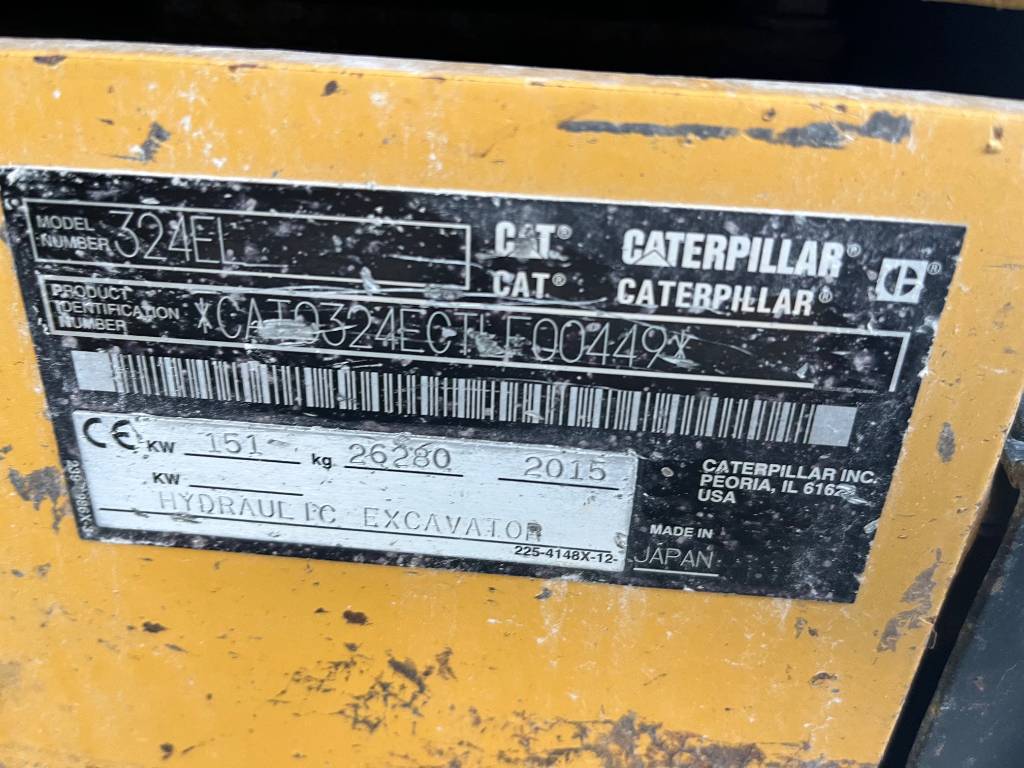 MODEL NUMBER 324EL
CAT® CATERPILLAR®
CAT® CATERPILLAR®
PRODUCT IDENTIFICATION NUMBER *CAT0324ECTLF00449*
CE KW 151 kg 26280 2015
KW
HYDRAULIC EXCAVATOR
225-4148X-12-
CATERPILLAR INC.
PEORIA, IL
USA
MADE IN
JAPAN